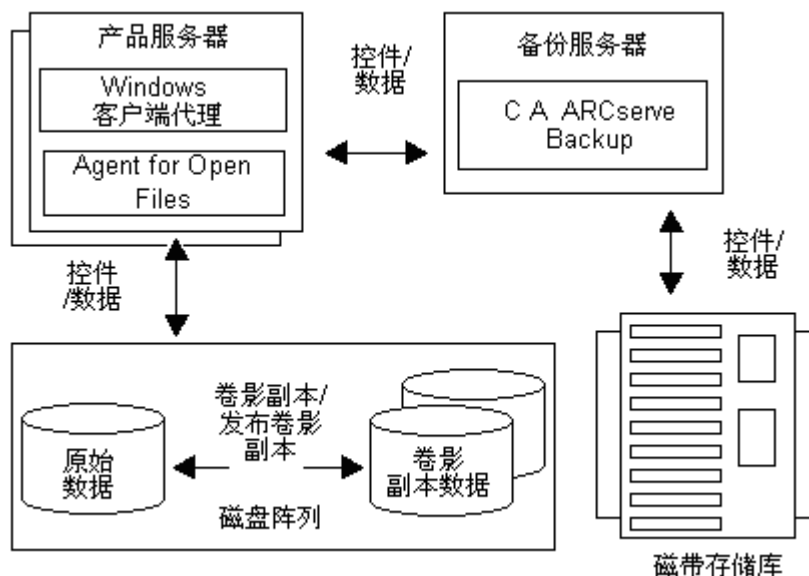 产品服务器
Windows
客户端代理
Agent for Open
Files
控件/
数据
备份服务器
C A ARCserve
Backup
控件
/数据
控件/
数据
卷影副本/
发布卷影
副本
原始
数据
卷影
副本数据
磁盘阵列
磁带存储库